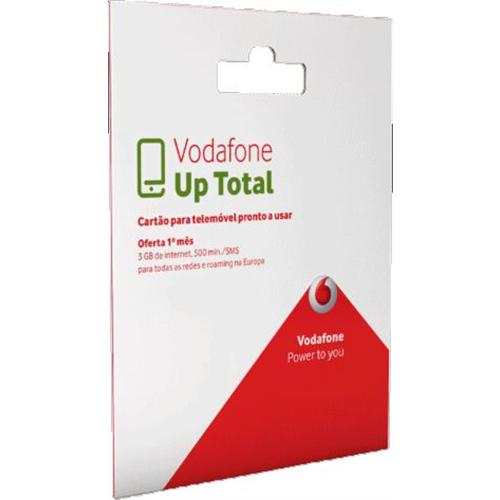 Vodafone
Up Total
Cartão para telemóvel pronto a usar
Oferta 1º mês
3 GB de internet, 500 min./SMS
para todas as redes e roaming na Europa
Vodafone
Power to you